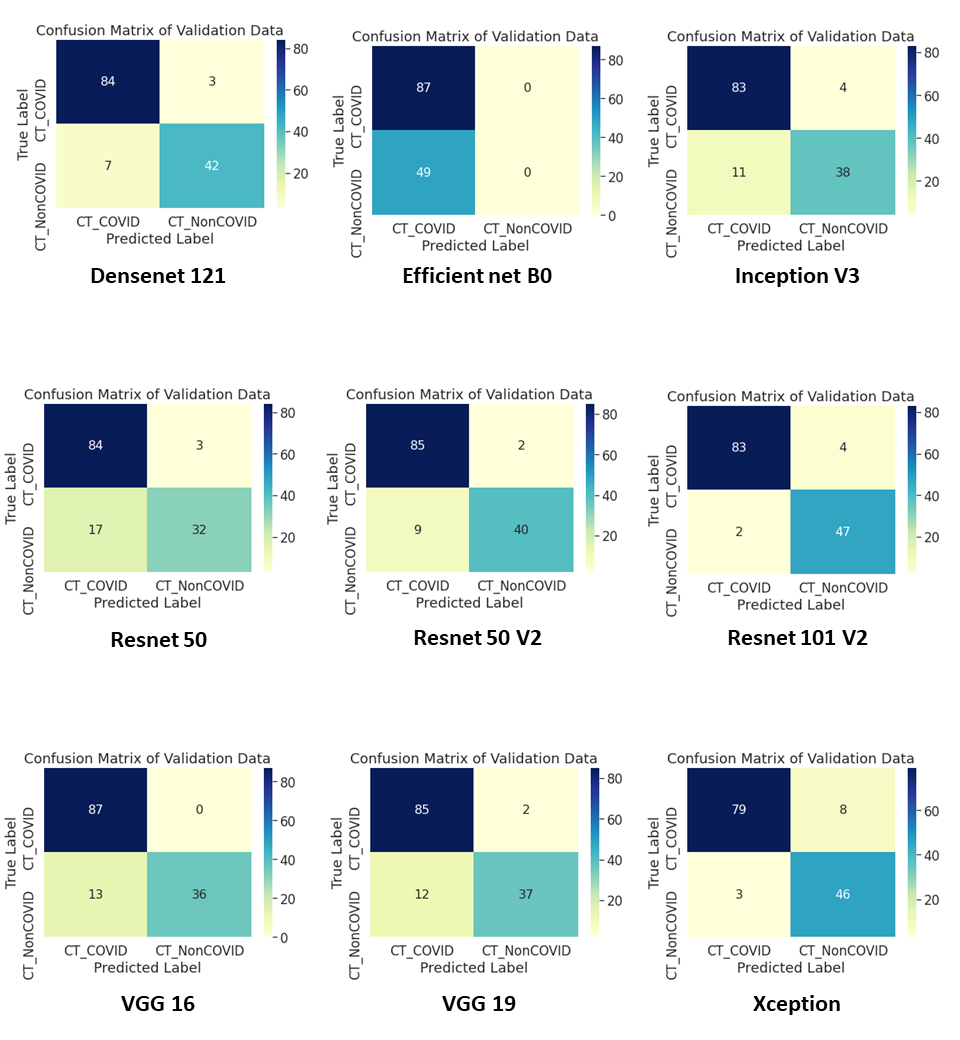 Confusion Matrix of Validation Data
True Label
CT_COVID
CT_NonCOVID
84 3
7 42
80
60
40
20
CT_COVID CT_NonCOVID
Predicted Label
Densenet 121
Confusion Matrix of Validation Data
True Label
CT_COVID
CT_NonCOVID
87 0
49 0
80
60
40
20
0
CT_COVID CT_NonCOVID
Predicted Label
Efficient net B0
Confusion Matrix of Validation Data
True Label
CT_COVID
CT_NonCOVID
83 4
11 38
80
60
40
20
CT_COVID CT_NonCOVID
Predicted Label
Inception V3
Confusion Matrix of Validation Data
True Label
CT_COVID
CT_NonCOVID
84 3
17 32
80
60
40
20
CT_COVID CT_NonCOVID
Predicted Label
Resnet 50
Confusion Matrix of Validation Data
True Label
CT_COVID
CT_NonCOVID
85 2
9 40
80
60
40
20
CT_COVID CT_NonCOVID
Predicted Label
Resnet 50 V2
Confusion Matrix of Validation Data
True Label
CT_COVID
CT_NonCOVID
83 4
2 47
80
60
40
20
CT_COVID CT_NonCOVID
Predicted Label
Resnet 101 V2
Confusion Matrix of Validation Data
True Label
CT_COVID
CT_NonCOVID
87 0
13 36
80
60
40
20
0
CT_COVID CT_NonCOVID
Predicted Label
VGG 16
Confusion Matrix of Validation Data
True Label
CT_COVID
CT_NonCOVID
85 2
12 37
80
60
40
20
CT_COVID CT_NonCOVID
Predicted Label
VGG 19
Confusion Matrix of Validation Data
True Label
CT_COVID
CT_NonCOVID
79 8
3 46
60
40
20
CT_COVID CT_NonCOVID
Predicted Label
Xception